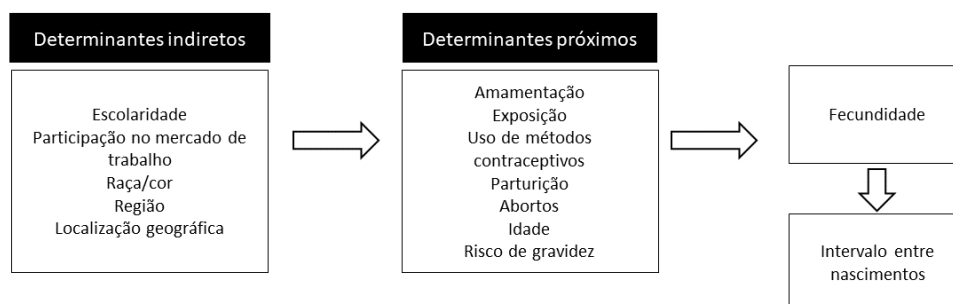 Determinantes indiretos
Escolaridade
Participação no mercado de
trabalho
Raça/cor
Região
Localização geográfica
Determinantes próximos
Amamentação
Exposição
Uso de métodos
contraceptivos
Parturição
Abortos
Idade
Risco de gravidez
Fecundidade
Intervalo entre
nascimentos